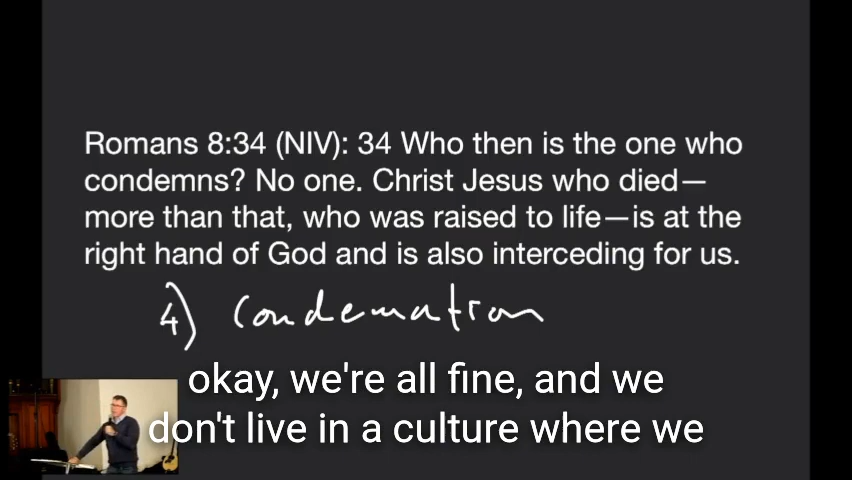 Romans 8:34 (NIV): 34 Who then is the one who
condemns? No one. Christ Jesus who died—
more than that, who was raised to life—is at the
right hand of God and is also interceding for us.
4) Condemation
okay, we're all fine, and we
don't live in a culture where we